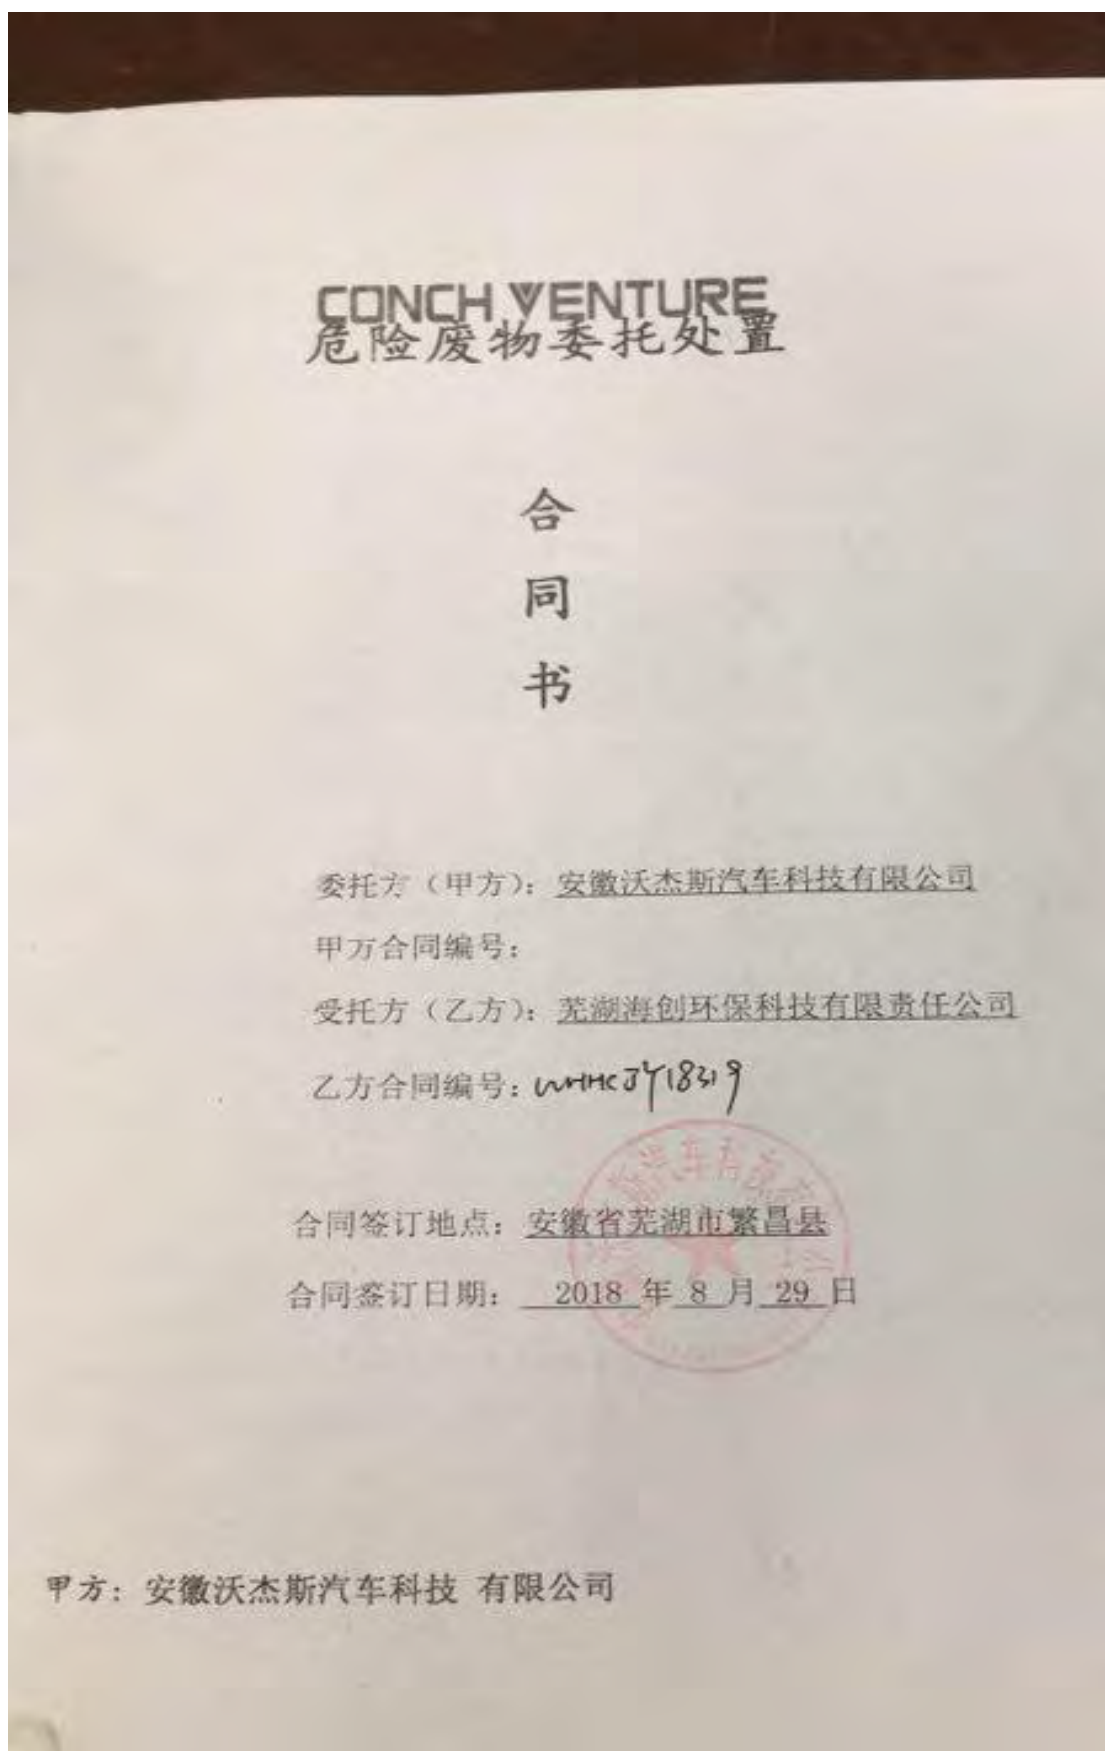 CONCH VENTURE
危险废物委托处置
合
同
书
委托方（甲方）：安徽沃杰斯汽车科技有限公司
甲方合同编号：
受托方（乙方）：芜湖海创环保科技有限责任公司
乙方合同编号：WHHCJY18319
合同签订地点：安徽省芜湖市繁昌县
合同签订日期：2018 年 8 月 29 日
甲方：安徽沃杰斯汽车科技 有限公司